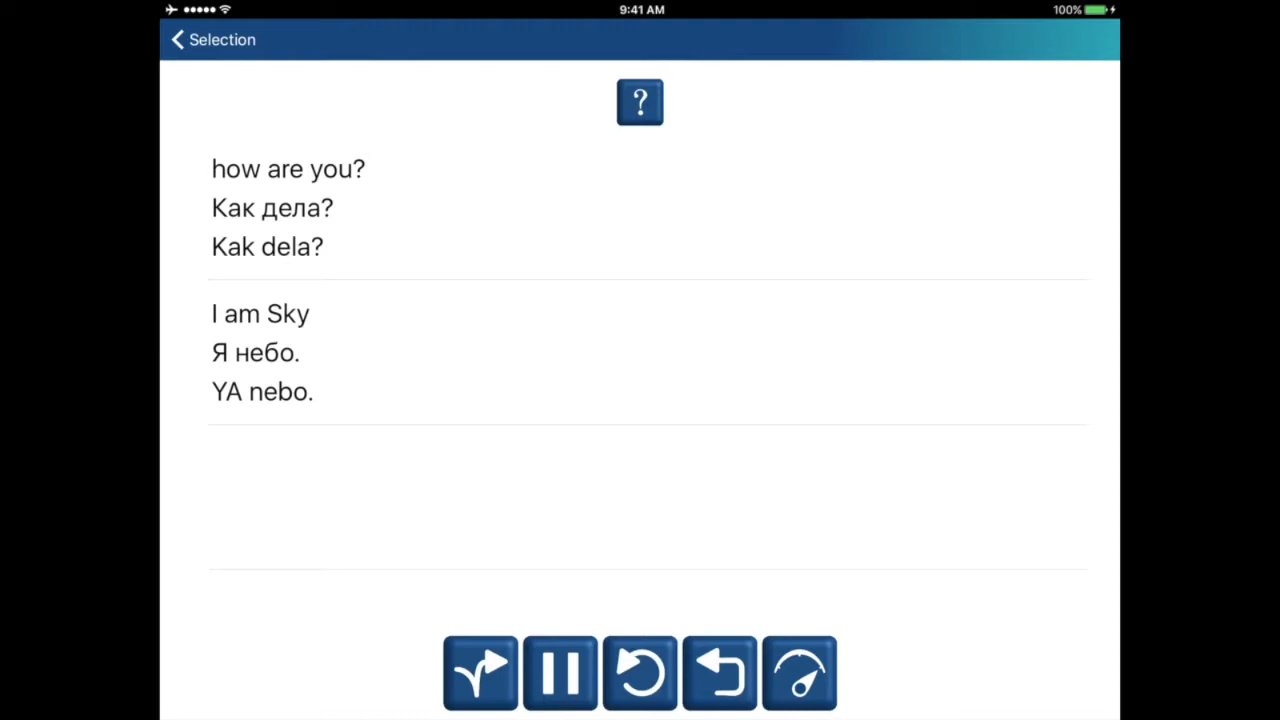 9:41 AM
100%
Selection
?
how are you?
Как дела?
Kak dela?
I am Sky
Я небо.
YA nebo.